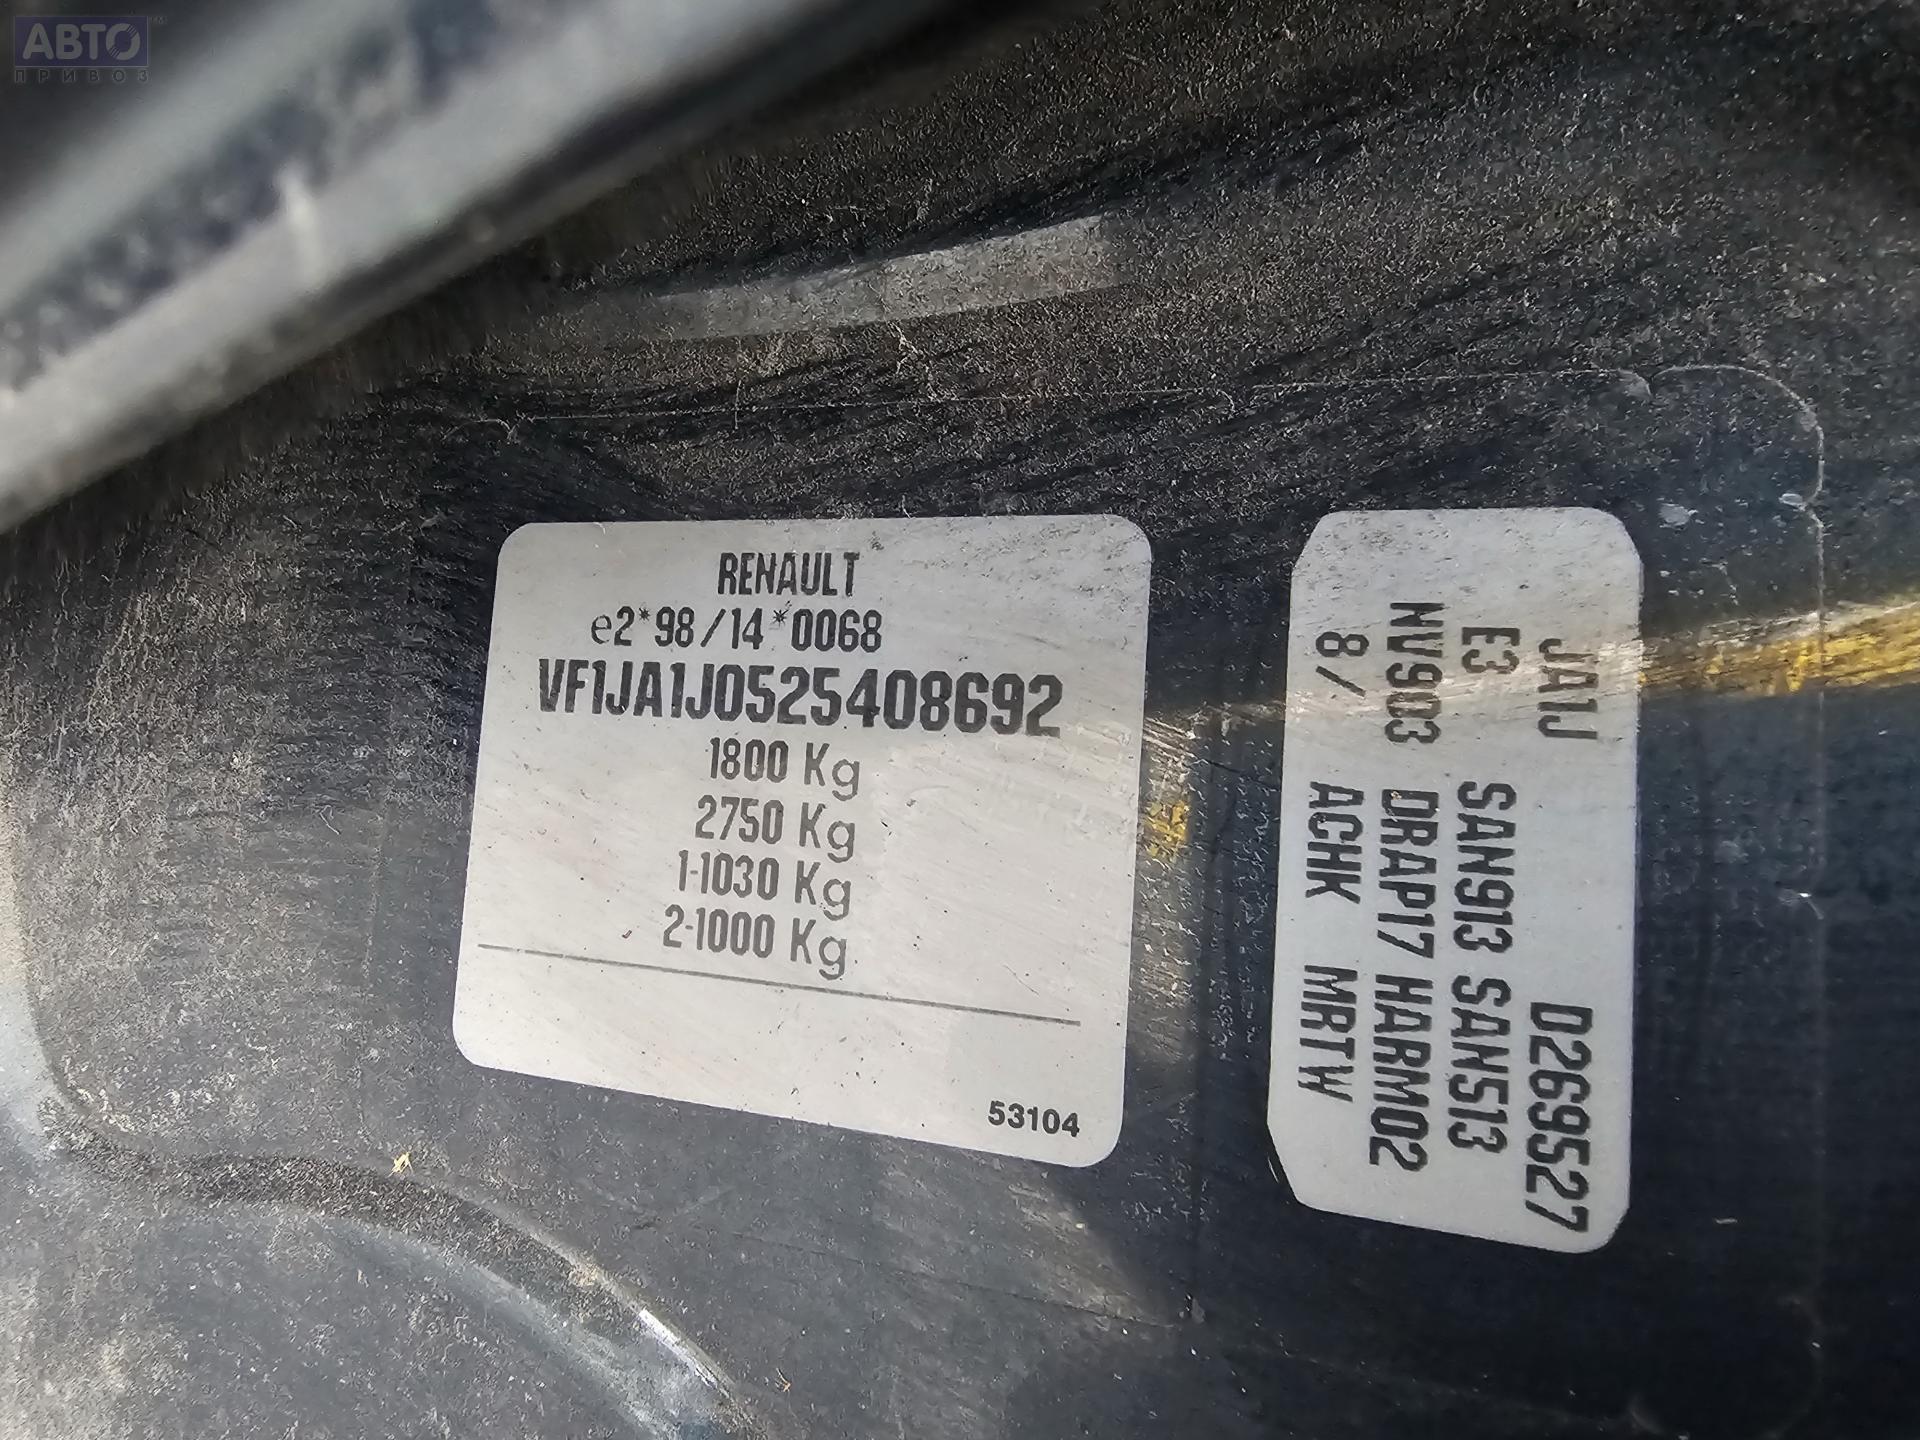 АВТО
ПРИВОЗ
RENAULT
e2*98/14*0068
VF1JA1J0525408692
1800 Kg
2750 Kg
1-1030 Kg
2-1000 Kg
53104
JA1J D269527
E3 SAN913 SAN513
NV903 DRAP17 HARM02
8/ ACHK MRTW